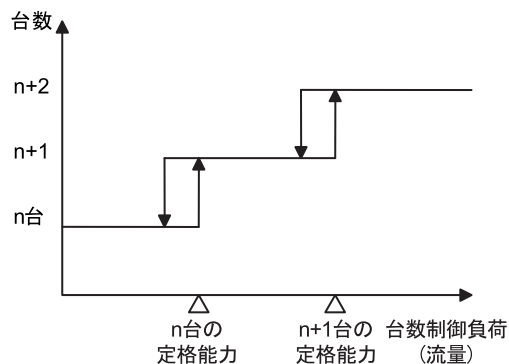 台数
n+2
n+1
n台
n台の
定格能力
n+1台の
定格能力
台数制御負荷
(流量)